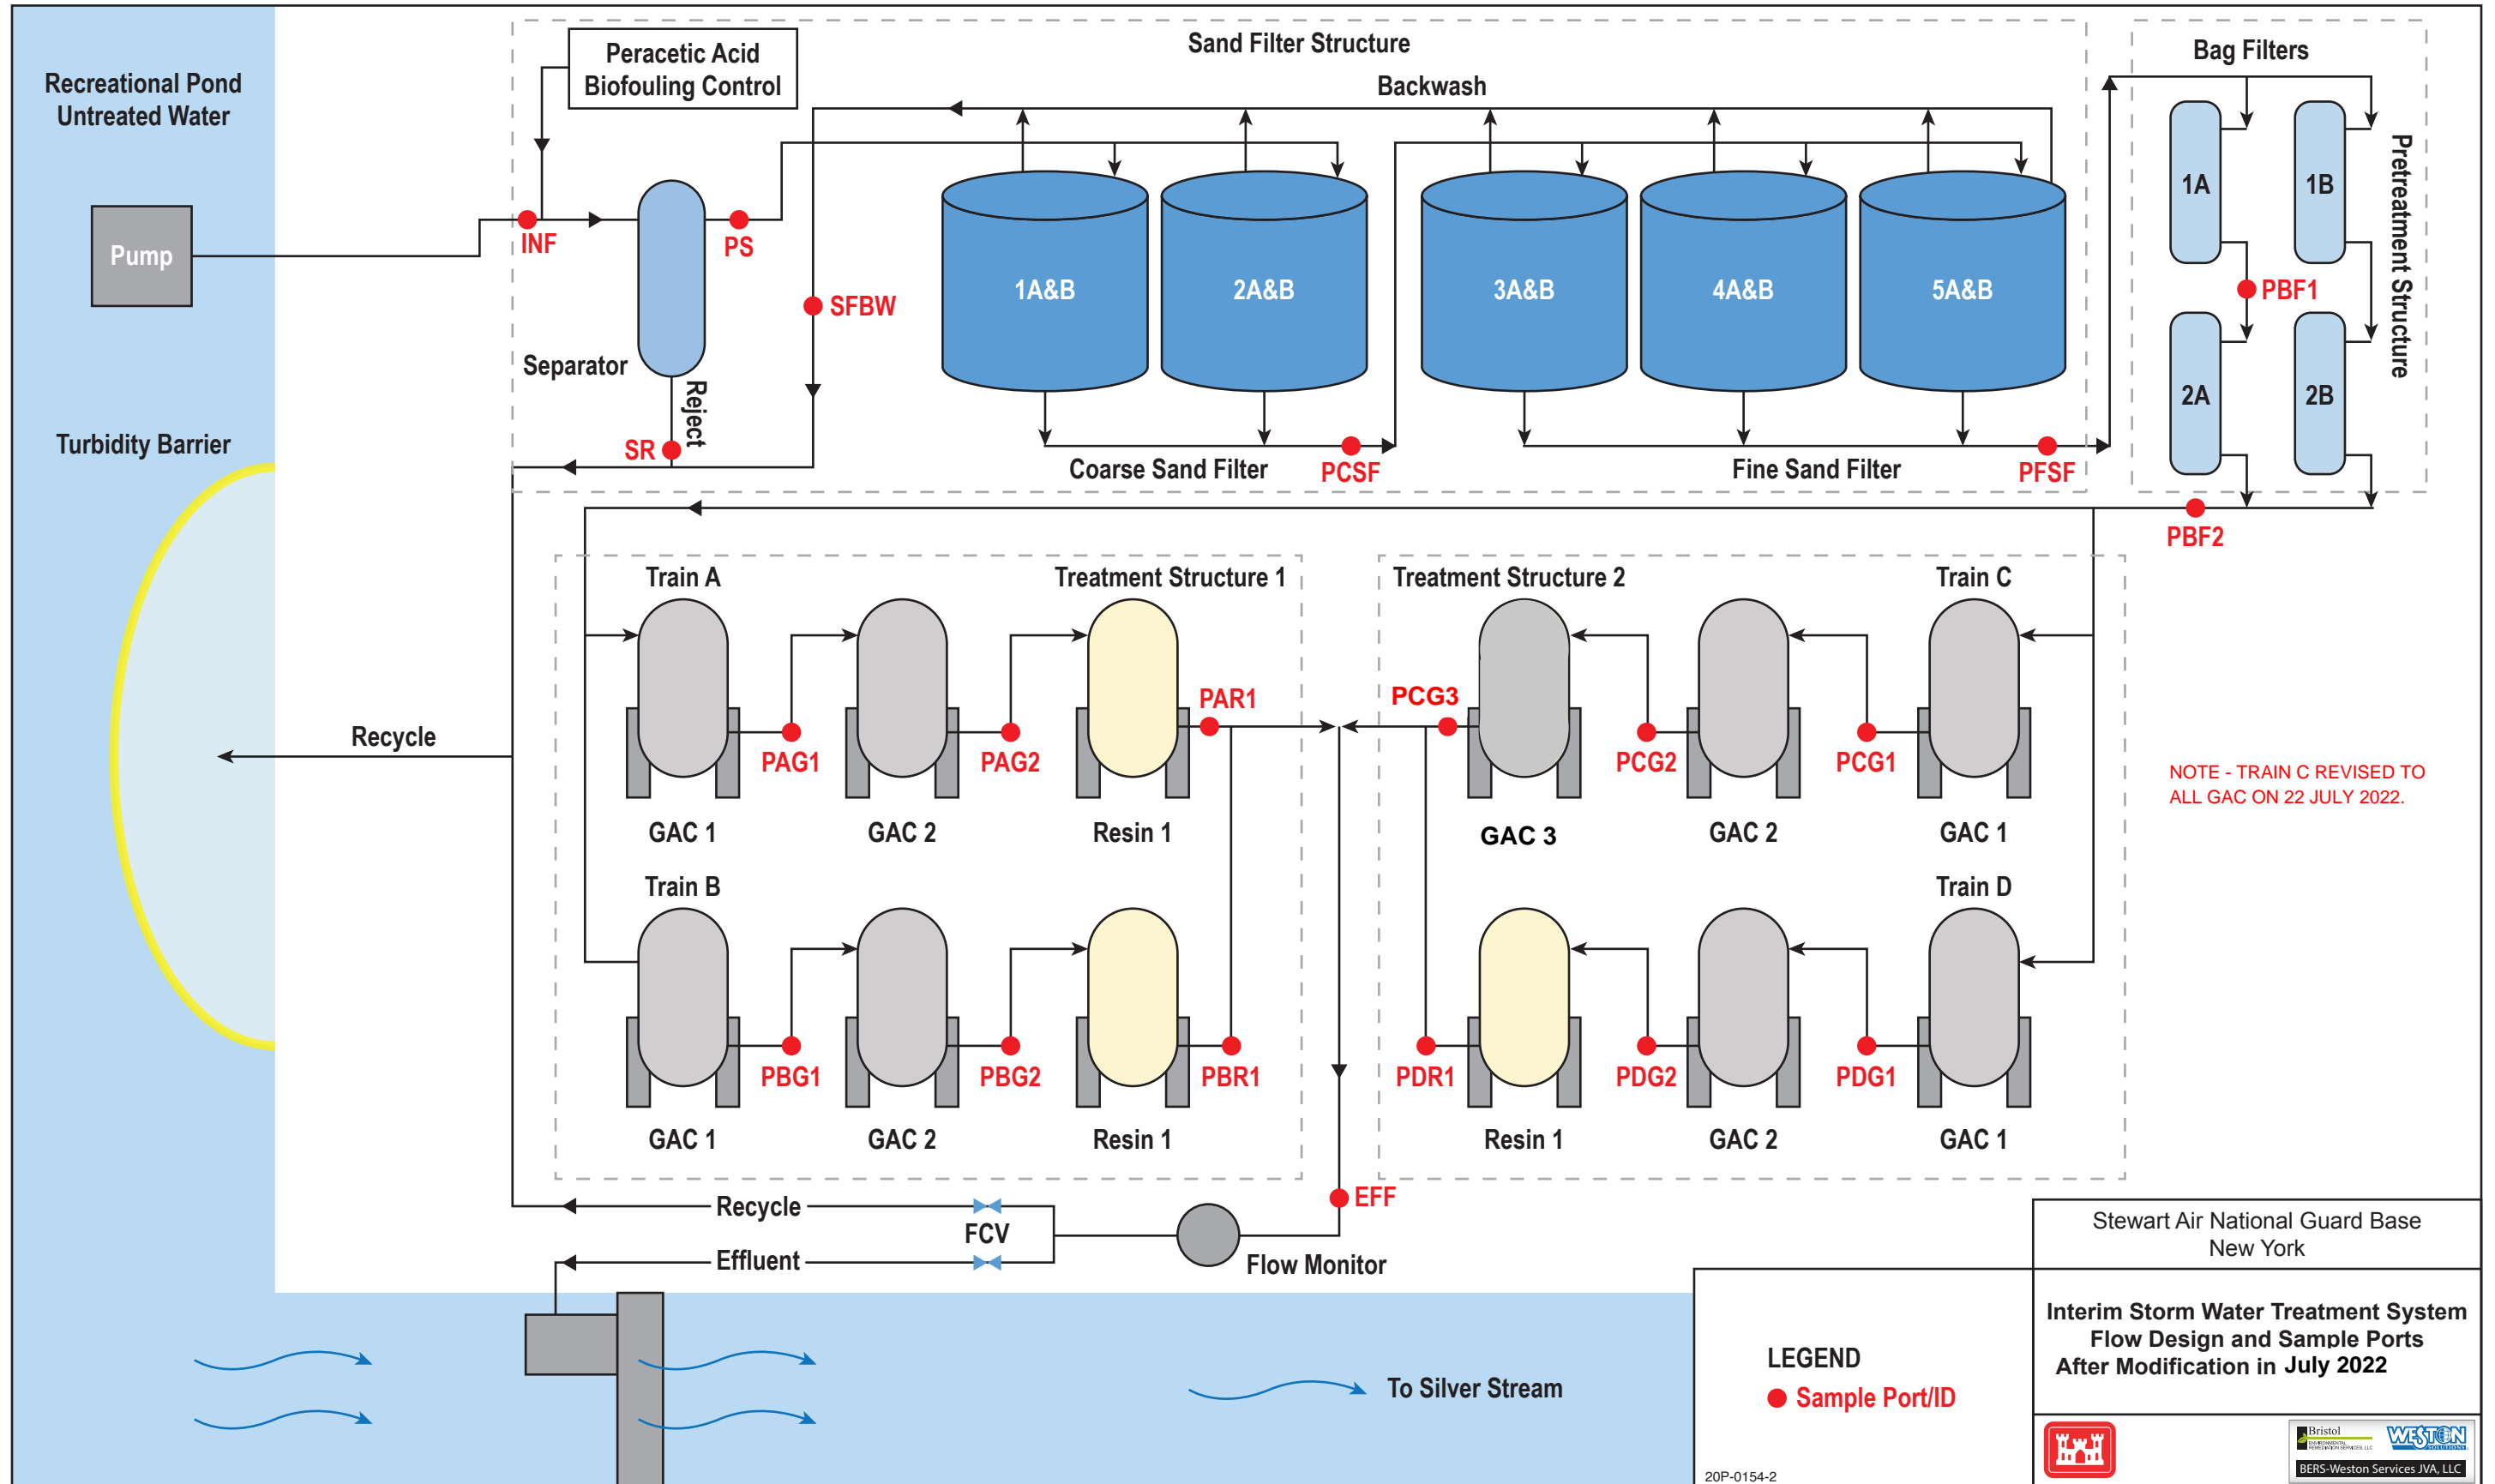 Recreational Pond
Untreated Water
Pump
Turbidity Barrier
Recycle
Peracetic Acid
Biofouling Control
Sand Filter Structure
Backwash
INF
PS
SFBW
Separator
Reject
SR
1A&B
2A&B
3A&B
4A&B
5A&B
Coarse Sand Filter
PCSF
Fine Sand Filter
PFSF
Bag Filters
1A
1B
PBF1
2A
2B
Pretreatment Structure
PBF2
Train A
Treatment Structure 1
PAG1
PAG2
PAR1
GAC 1
GAC 2
Resin 1
Train B
PBG1
PBG2
PBR1
GAC 1
GAC 2
Resin 1
Treatment Structure 2
Train C
PCG3
PCG2
PCG1
GAC 3
GAC 2
GAC 1
Train D
PDR1
PDG2
PDG1
Resin 1
GAC 2
GAC 1
NOTE - TRAIN C REVISED TO
ALL GAC ON 22 JULY 2022.
EFF
Recycle
FCV
Effluent
Flow Monitor
To Silver Stream
LEGEND
Sample Port/ID
20P-0154-2
Stewart Air National Guard Base
New York
Interim Storm Water Treatment System
Flow Design and Sample Ports
After Modification in July 2022
Bristol
ENVIRONMENTAL
REMEDIATION SERVICES, LLC
WESTON
SOLUTIONS
BERS-Weston Services JVA, LLC